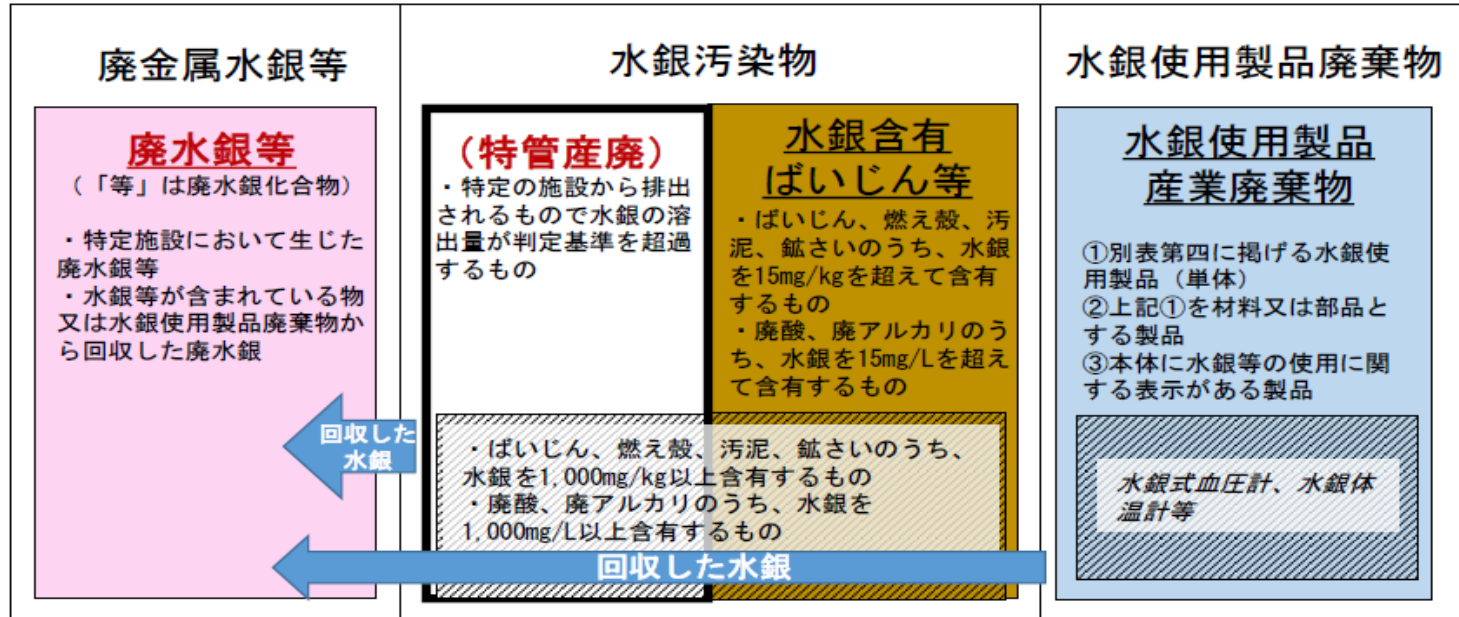 廃金属水銀等
廃水銀等
（「等」は廃水銀化合物）
・特定施設において生じた
廃水銀等
・水銀等が含まれている物
又は水銀使用製品廃棄物か
ら回収した廃水銀
水銀汚染物
（特管産廃）
・特定の施設から排出
されるもので水銀の溶
出量が判定基準を超過
するもの
水銀含有
ばいじん等
・ばいじん、燃え殻、汚
泥、鉱さいのうち、水銀
を15mg/kgを超えて含有
するもの
・廃酸、廃アルカリのう
ち、水銀を15mg/Lを超え
て含有するもの
・ばいじん、燃え殻、汚泥、鉱さいのうち、
水銀を1,000mg/kg以上含有するもの
・廃酸、廃アルカリのうち、水銀を
1,000mg/L以上含有するもの
回収した
水銀
回収した水銀
水銀使用製品廃棄物
水銀使用製品
産業廃棄物
①別表第四に掲げる水銀使
用製品（単体）
②上記①を材料又は部品と
する製品
③本体に水銀等の使用に関
する表示がある製品
水銀式血圧計、水銀体
温計等